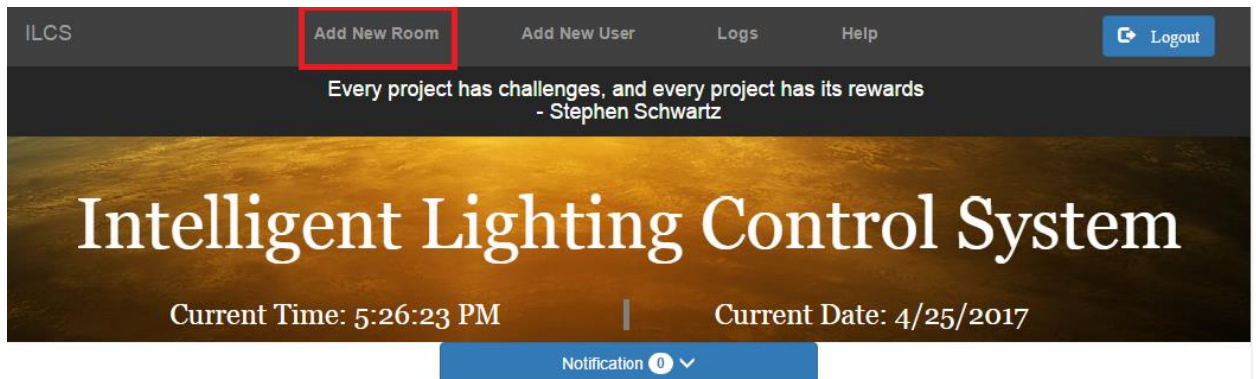 ILCS Add New Room Add New User Logs Help Logout
Every project has challenges, and every project has its rewards
- Stephen Schwartz
Intelligent Lighting Control System
Current Time: 5:26:23 PM | Current Date: 4/25/2017
Notification 0